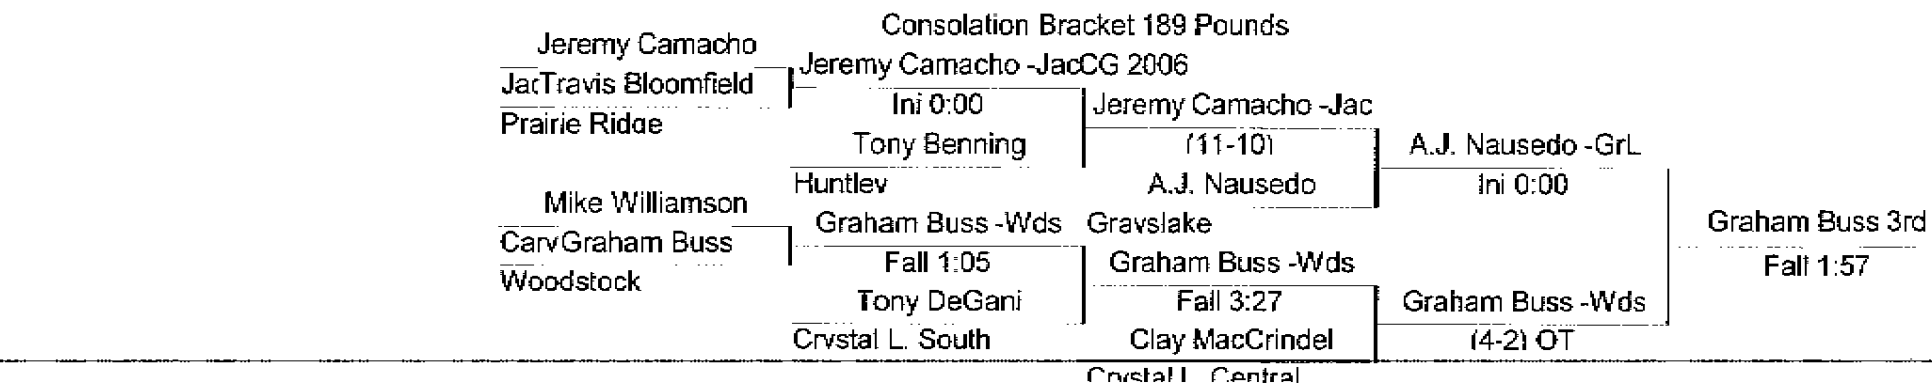 Consolation Bracket 189 Pounds
Jeremy Camacho
Jeremy Camacho -JacCG 2006
JacTravis Bloomfield
Ini 0:00
Jeremy Camacho -Jac
Prairie Ridge
Tony Benning
(11-10)
A.J. Nausedo -GrL
Huntley
A.J. Nausedo
Ini 0:00
Mike Williamson
Graham Buss -Wds
Grayslake
Graham Buss 3rd
CaryGraham Buss
Fall 1:05
Graham Buss -Wds
Fall 1:57
Woodstock
Tony DeGani
Fall 3:27
Graham Buss -Wds
Crystal L. South
Clay MacCrindel
(4-2) OT
Crystal L. Central